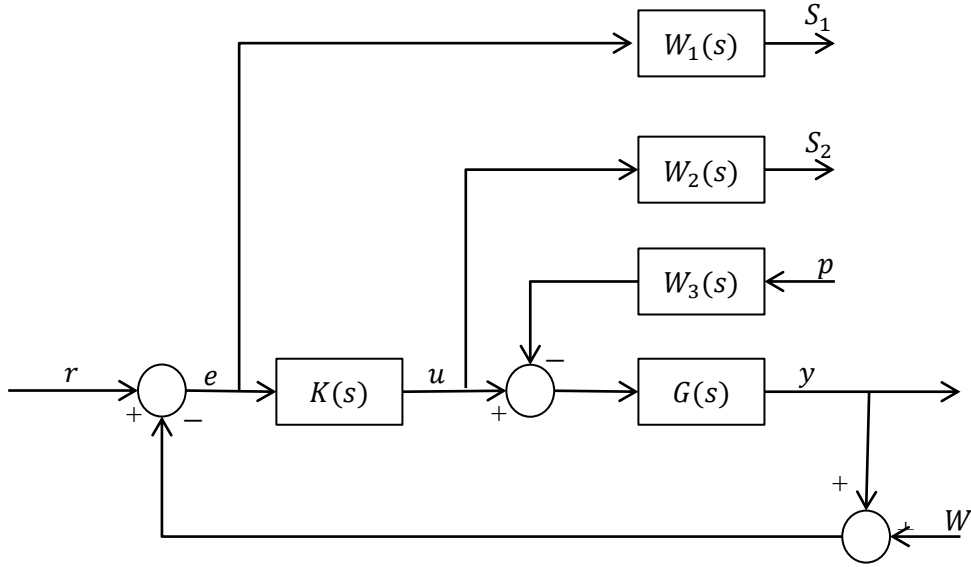 S₁
W₁(s)
S₂
W₂(s)
p
W₃(s)
−
r
e
u
y
K(s)
G(s)
+
−
+
+
+
W